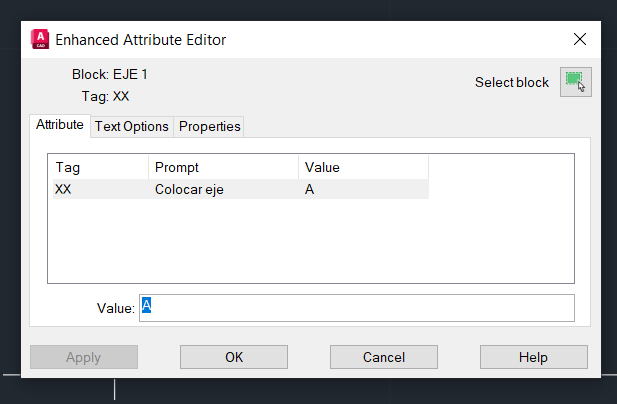 A
CAD
Enhanced Attribute Editor
Block: EJE 1
Tag: XX
Select block
Attribute Text Options Properties
Tag Prompt Value
XX Colocar eje A
Value: A
Apply OK Cancel Help